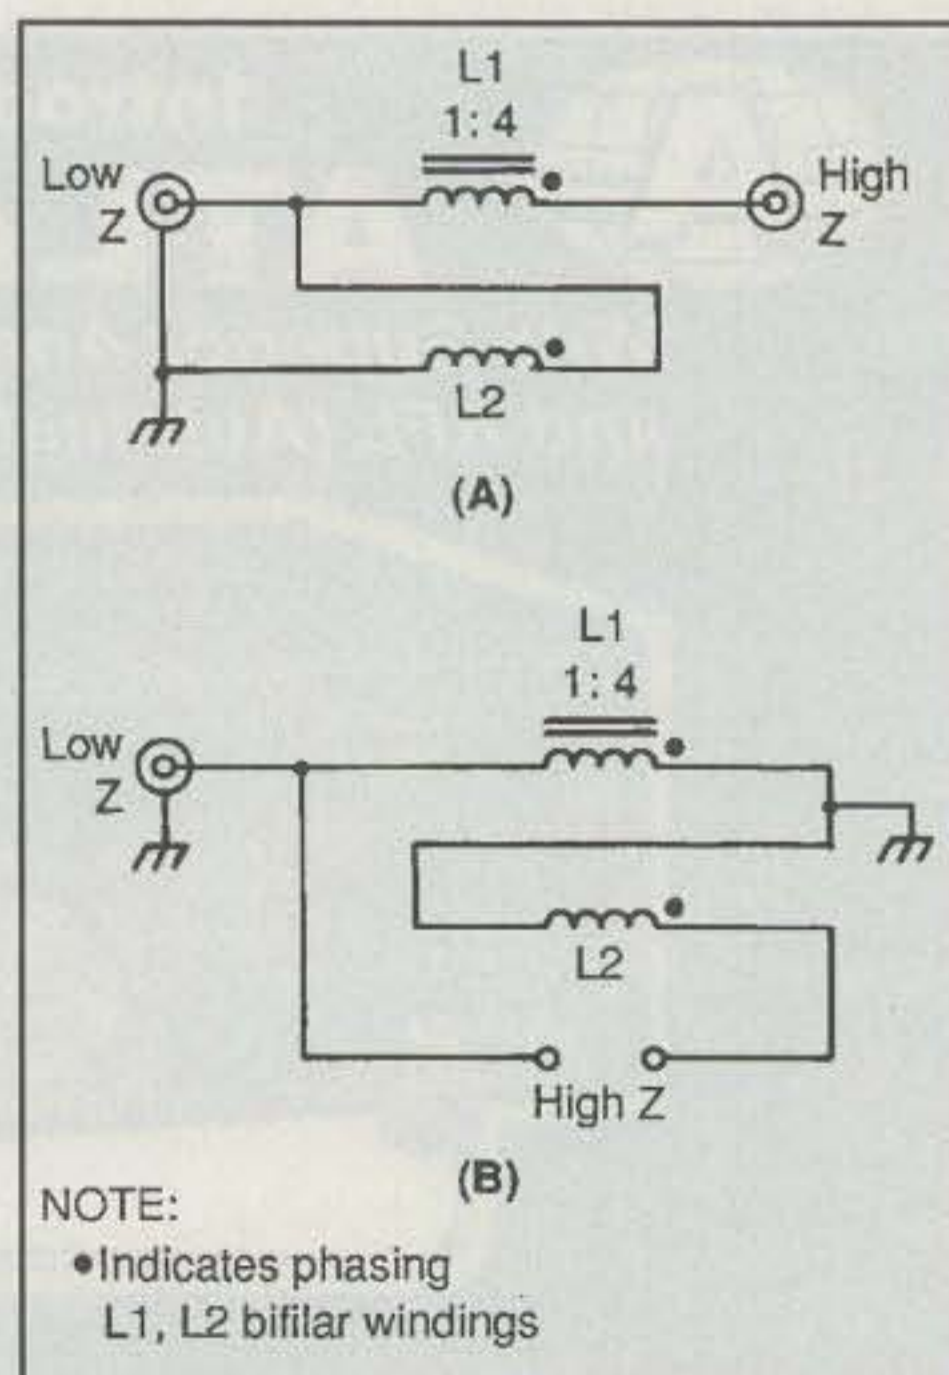 L1
1: 4
Low
Z
High
Z
L2
(A)
L1
1: 4
Low
Z
L2
High Z
(B)
NOTE:
•Indicates phasing
L1, L2 bifilar windings